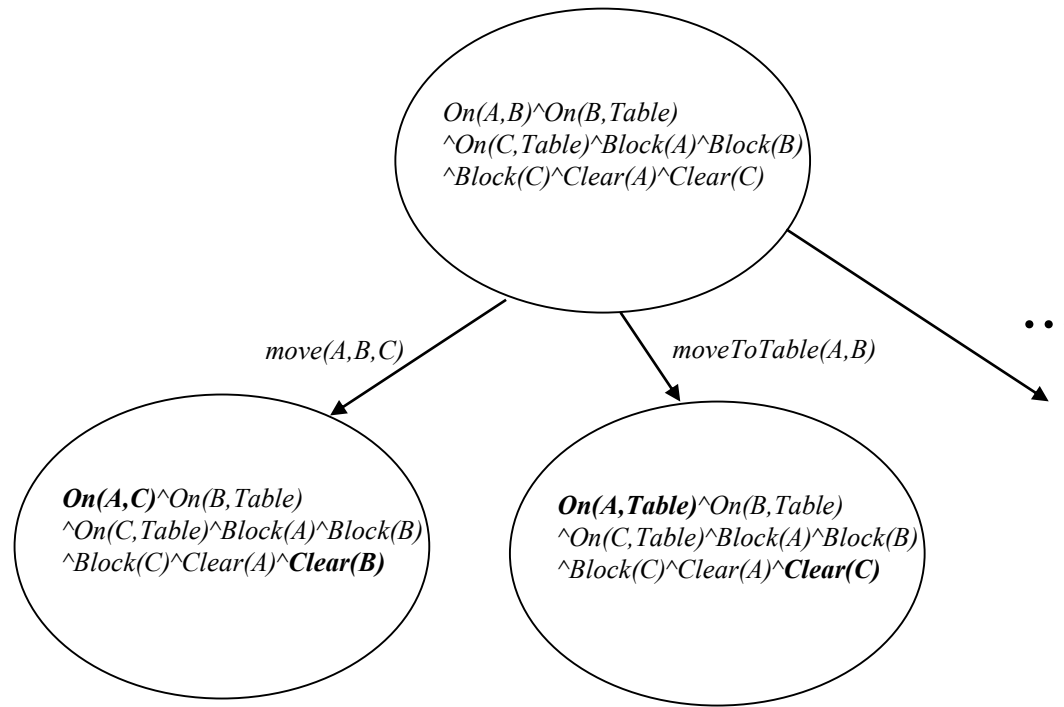 On(A,B)^On(B,Table)
^On(C,Table)^Block(A)^Block(B)
^Block(C)^Clear(A)^Clear(C)
..
move(A,B,C)
moveToTable(A,B)
On(A,C)^On(B,Table)
^On(C,Table)^Block(A)^Block(B)
^Block(C)^Clear(A)^Clear(B)
On(A,Table)^On(B,Table)
^On(C,Table)^Block(A)^Block(B)
^Block(C)^Clear(A)^Clear(C)